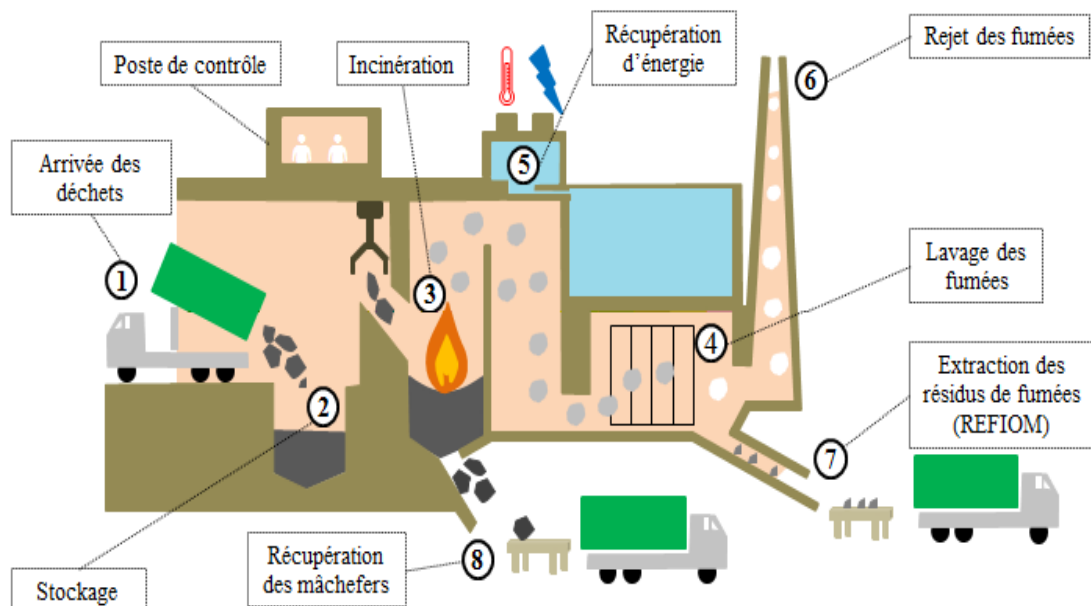 Poste de contrôle
Incinération
Récupération
d’énergie
Rejet des fumées
6
Arrivée des
déchets
5
1
3
Lavage des
fumées
4
2
Extraction des
résidus de fumées
(REFIOM)
7
8
Récupération
des mâchefers
Stockage